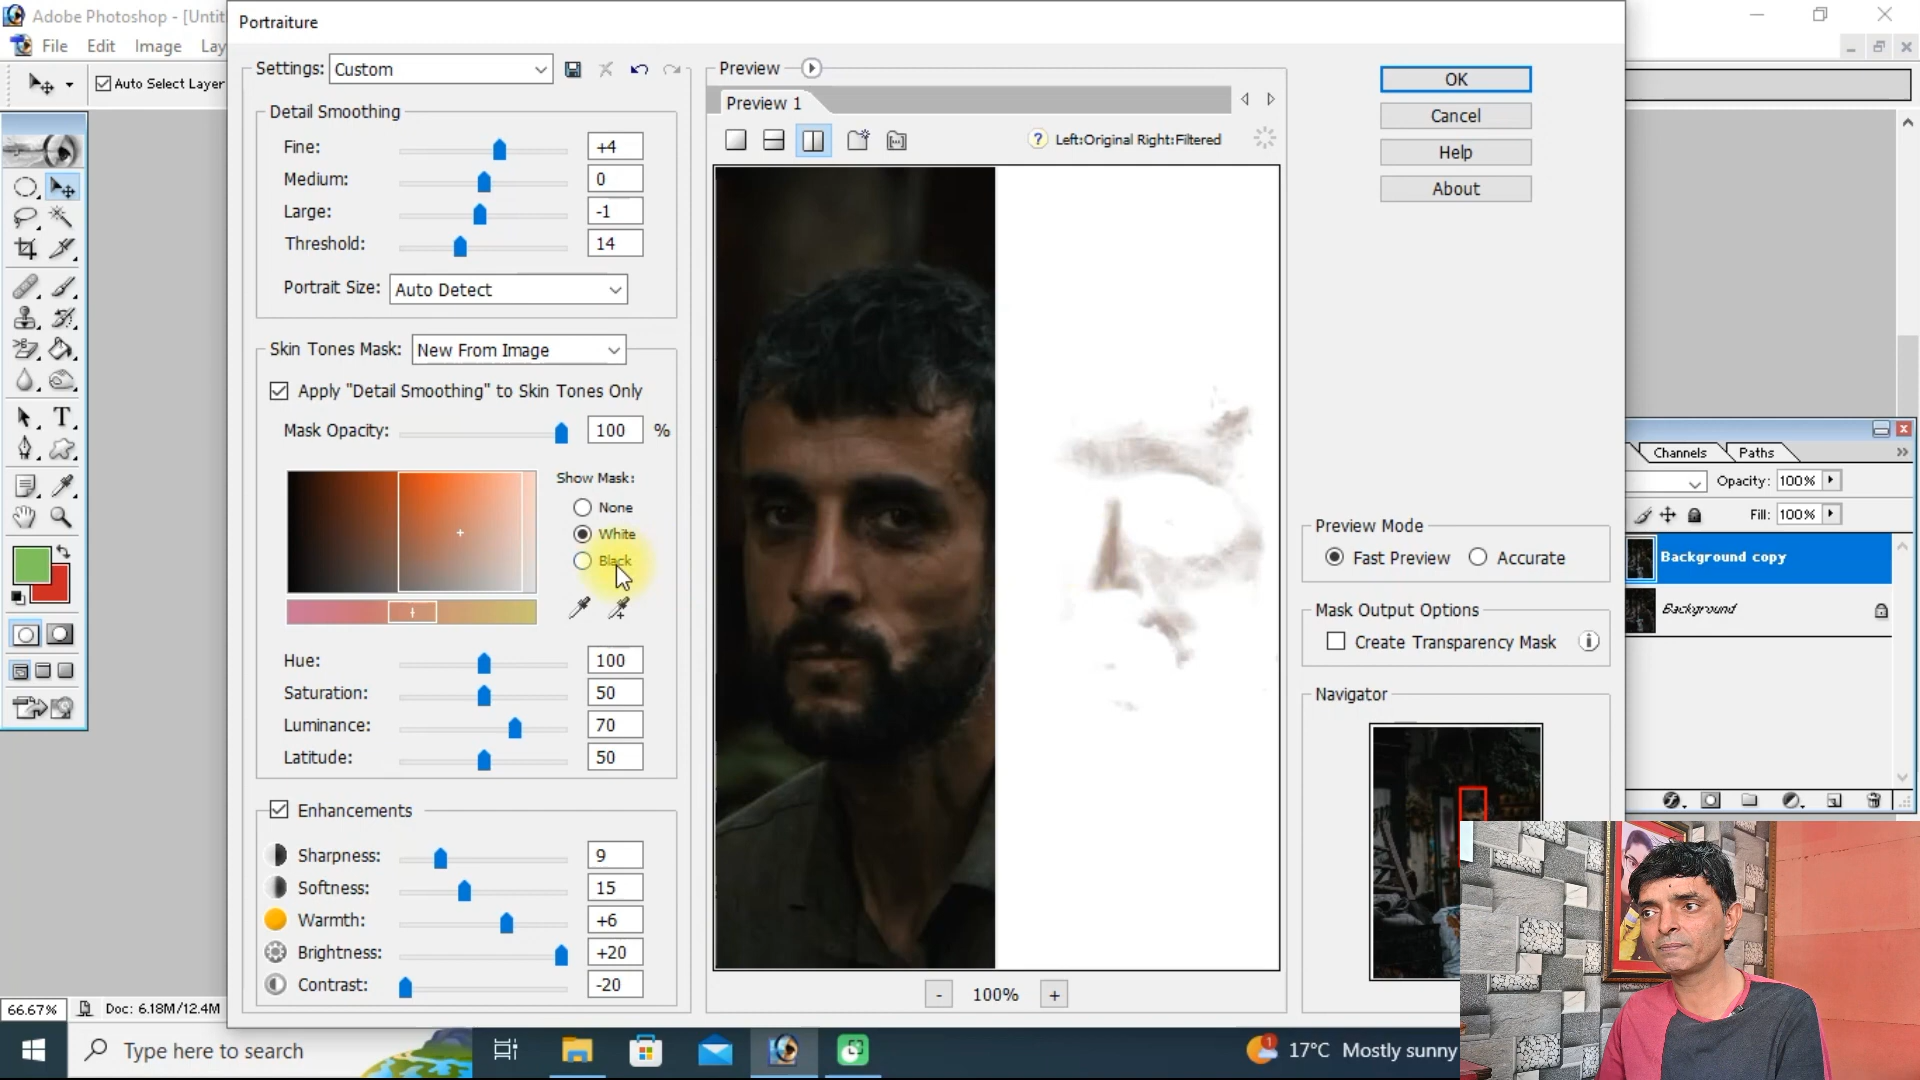 Adobe Photoshop - [Untit
Portraiture
File Edit Image Lay
Auto Select Layer
Settings: Custom
Detail Smoothing
Fine: +4
Medium: 0
Large: -1
Threshold: 14
Portrait Size: Auto Detect
Skin Tones Mask: New From Image
Apply "Detail Smoothing" to Skin Tones Only
Mask Opacity: 100 %
Show Mask:
None
White
Black
Hue: 100
Saturation: 50
Luminance: 70
Latitude: 50
Enhancements
Sharpness: 9
Softness: 15
Warmth: +6
Brightness: +20
Contrast: -20
Preview
Preview 1
? Left:Original Right:Filtered
- 100% +
OK
Cancel
Help
About
Preview Mode
Fast Preview Accurate
Mask Output Options
Create Transparency Mask
Navigator
Channels Paths
Opacity: 100%
Fill: 100%
Background copy
Background
66.67% Doc: 6.18M/12.4M
Type here to search
1 17°C Mostly sunny